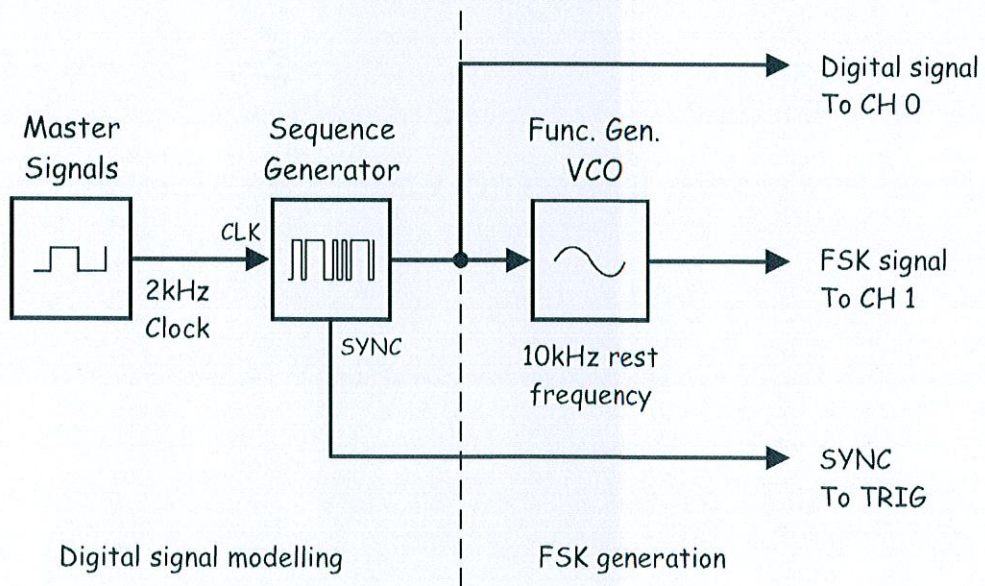 Master
Signals
Sequence
Generator
Func. Gen.
VCO
Digital signal
To CH 0
CLK
2kHz
Clock
SYNC
10kHz rest
frequency
FSK signal
To CH 1
SYNC
To TRIG
Digital signal modelling
FSK generation